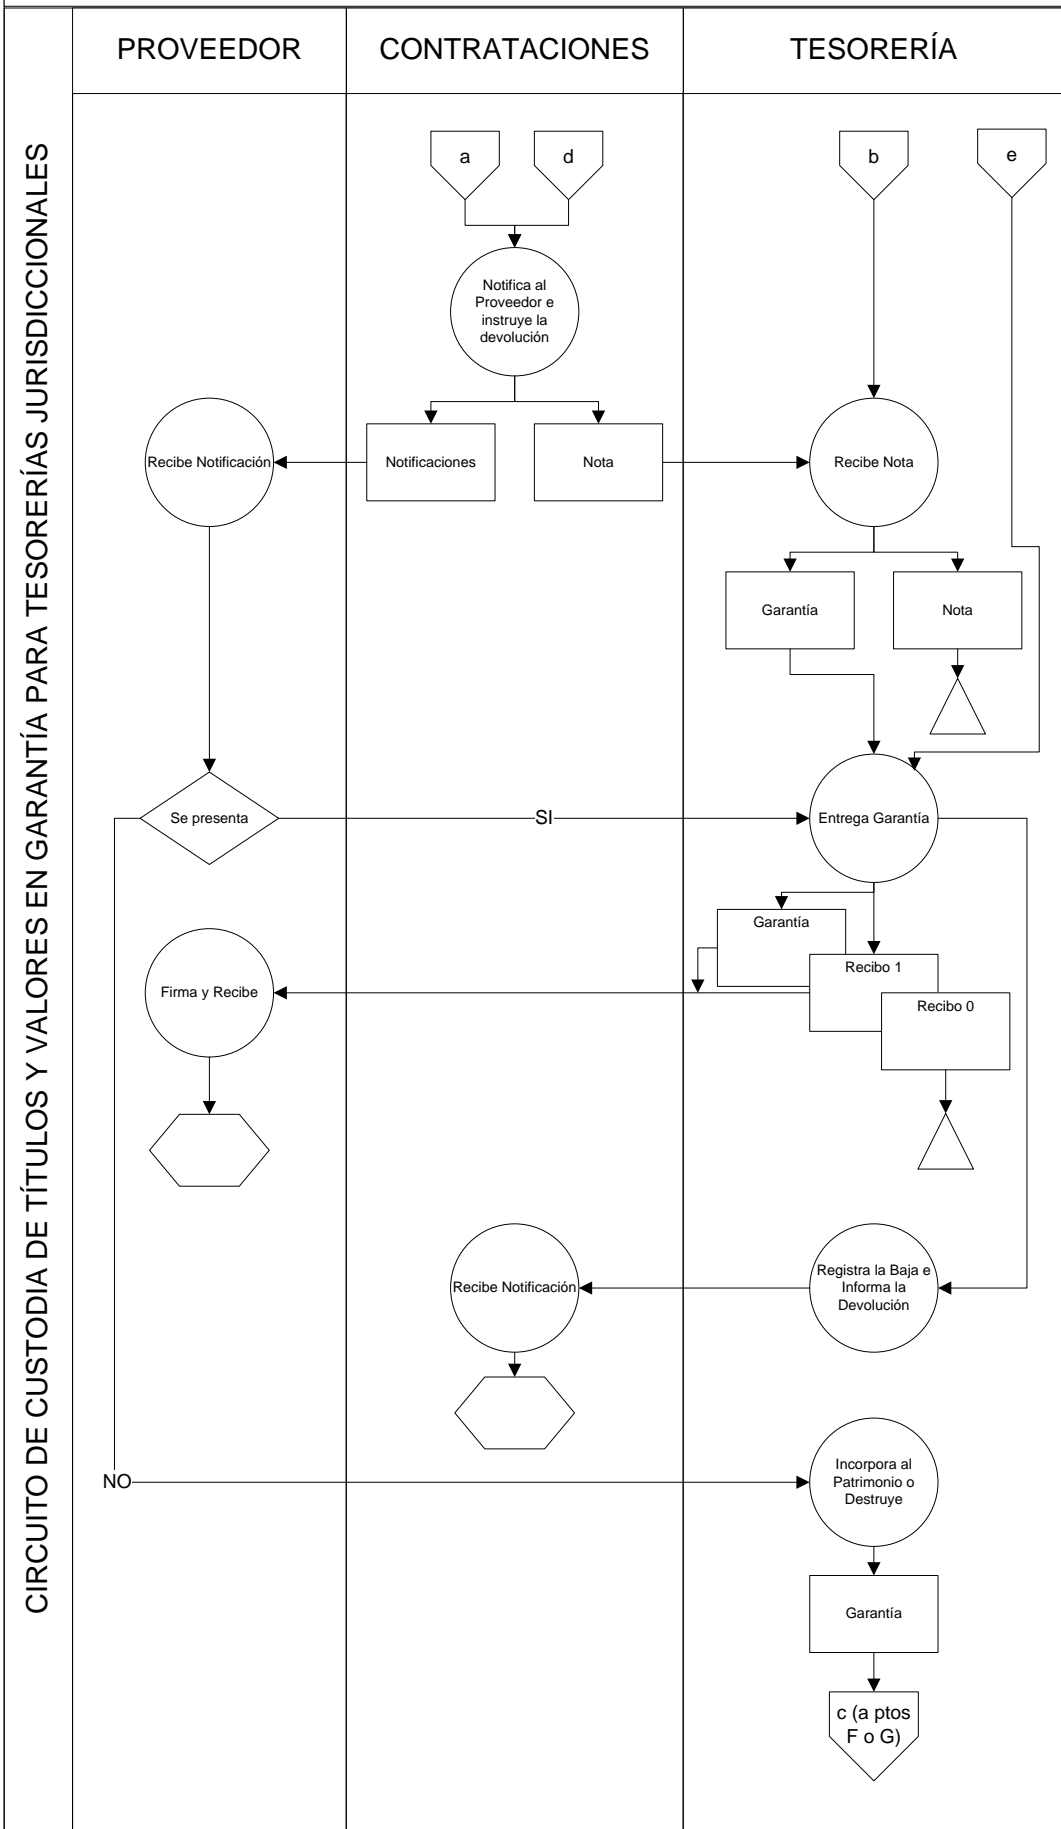 CIRCUITO DE CUSTODIA DE TÍTULOS Y VALORES EN GARANTÍA PARA TESORERÍAS JURISDICCIONALES
PROVEEDOR
CONTRATACIONES
TESORERÍA
a
d
b
e
Notifica al
Proveedor e
instruye la
devolución
Recibe Notificación
Notificaciones
Nota
Recibe Nota
Garantía
Nota
Se presenta
SI
Entrega Garantía
Garantía
Recibo 1
Recibo 0
Firma y Recibe
Recibe Notificación
Registra la Baja e
Informa la
Devolución
NO
Incorpora al
Patrimonio o
Destruye
Garantía
c (a ptos
F o G)